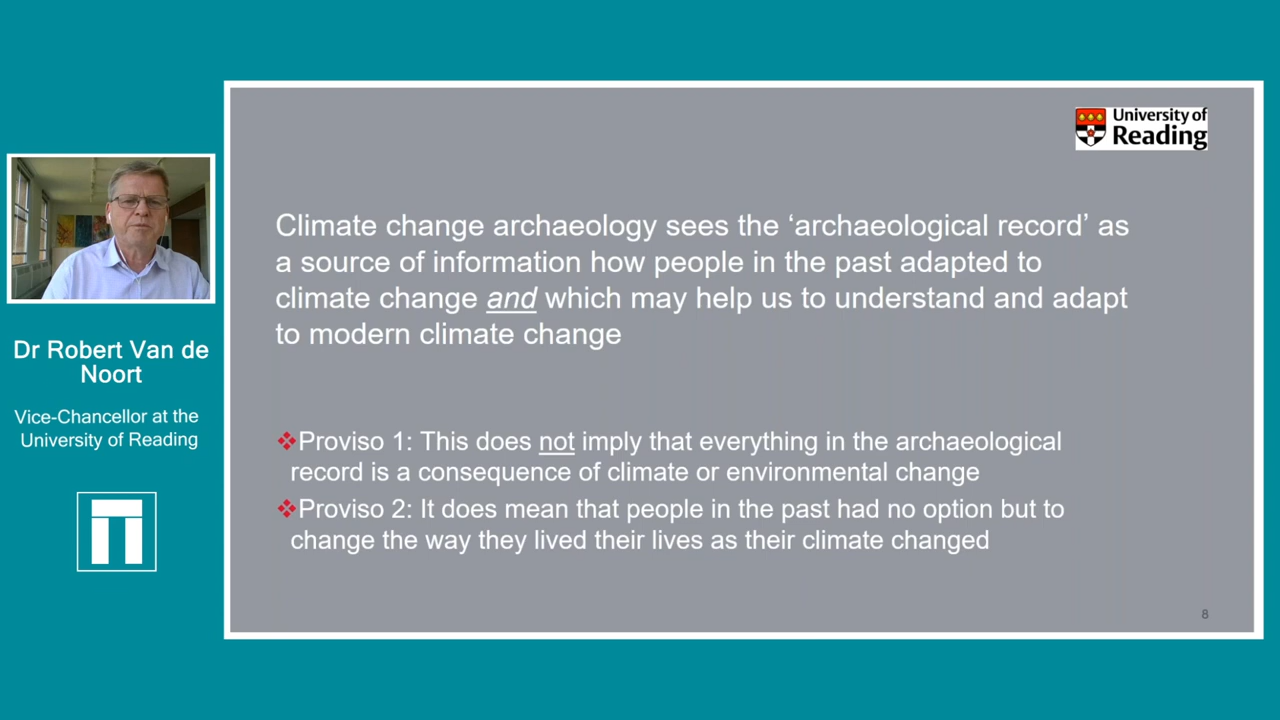 University of
Reading
Climate change archaeology sees the ‘archaeological record’ as
a source of information how people in the past adapted to
climate change and which may help us to understand and adapt
to modern climate change
Dr Robert Van de
Noort
Vice-Chancellor at the
University of Reading
❖Proviso 1: This does not imply that everything in the archaeological
record is a consequence of climate or environmental change
❖Proviso 2: It does mean that people in the past had no option but to
change the way they lived their lives as their climate changed
8